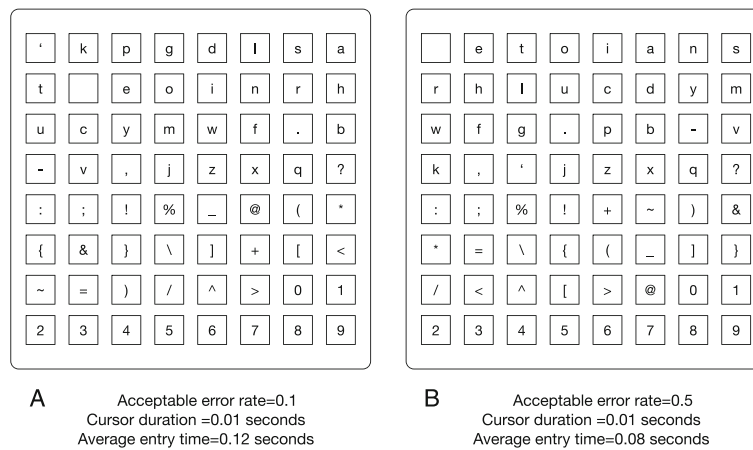 ‘ k p g d l s a
t e o i n r h
u c y m w f . b
- v , j z x q ?
: ; ! % _ @ ( *
{ & } \ ] + [ <
~ = ) / ^ > 0 1
2 3 4 5 6 7 8 9
A
Acceptable error rate=0.1
Cursor duration =0.01 seconds
Average entry time=0.12 seconds
e t o i a n s
r h l u c d y m
w f g . p b - v
k , ‘ j z x q ?
: ; % ! + ~ ) &
* = \ { ( _ ] }
/ < ^ [ > @ 0 1
2 3 4 5 6 7 8 9
B
Acceptable error rate=0.5
Cursor duration =0.01 seconds
Average entry time=0.08 seconds